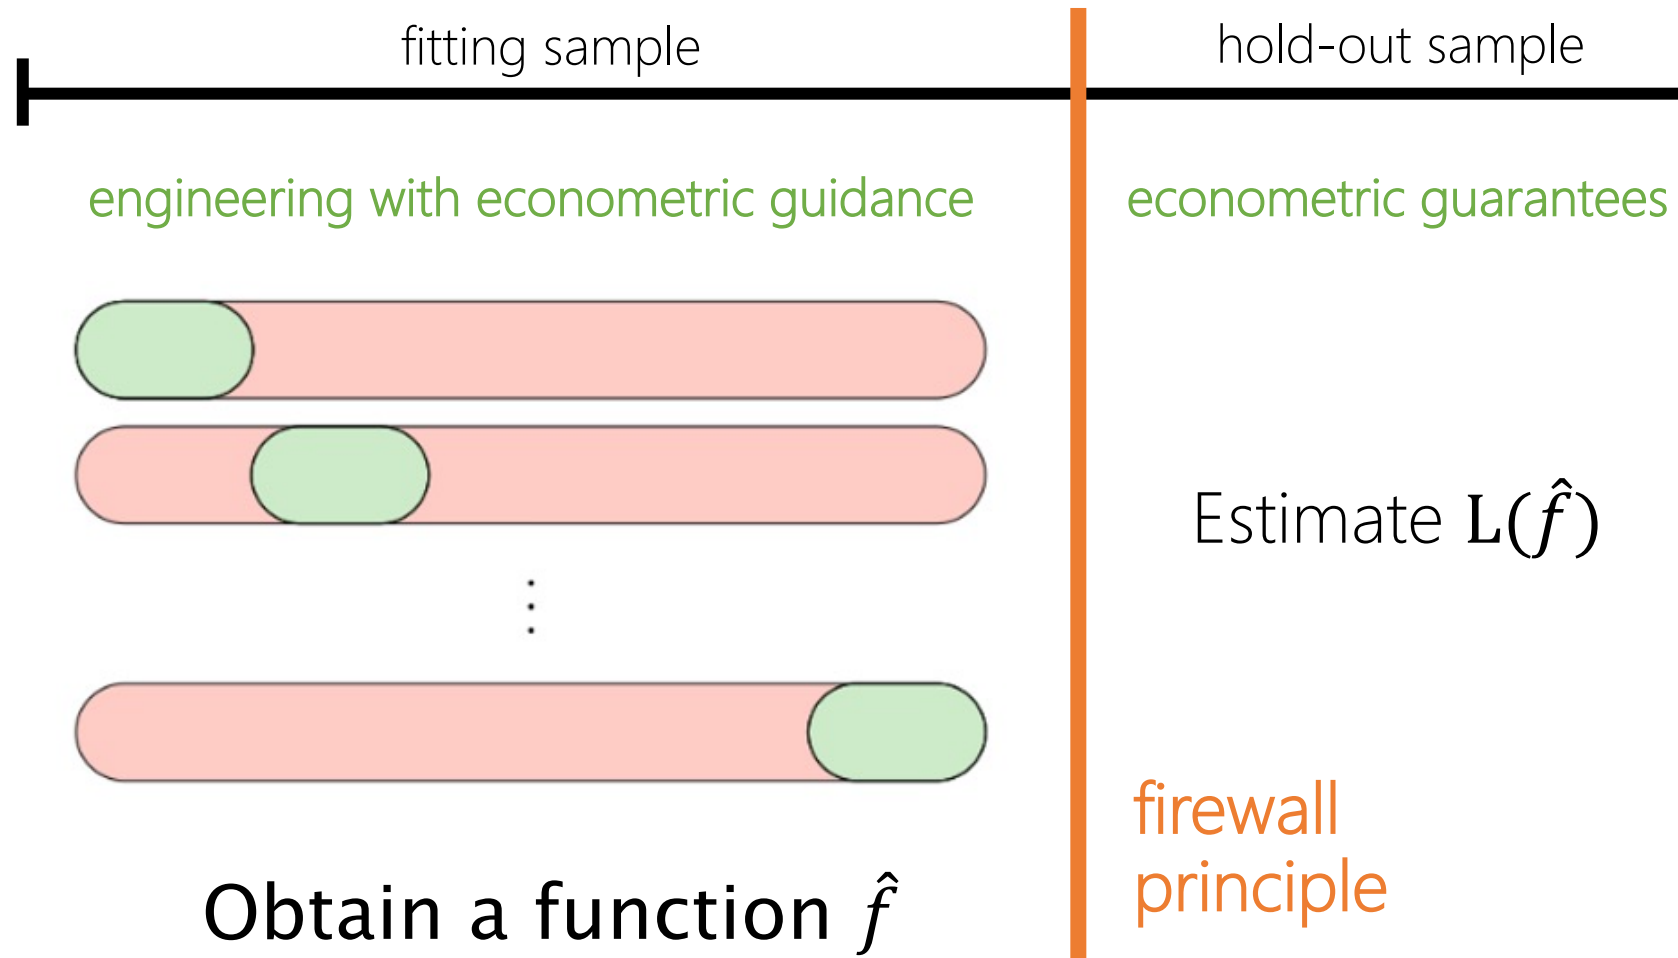 fitting sample
hold-out sample
engineering with econometric guidance
econometric guarantees
⋮
Estimate L(f̂)
firewall
principle
Obtain a function f̂